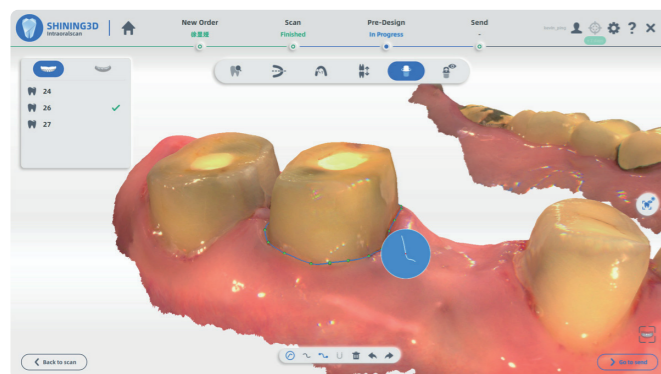 SHINING3D
Intraoralscan
New Order
Scan
Finished
Pre-Design
In Progress
Send
-
24
26
27
Back to scan
Go to send